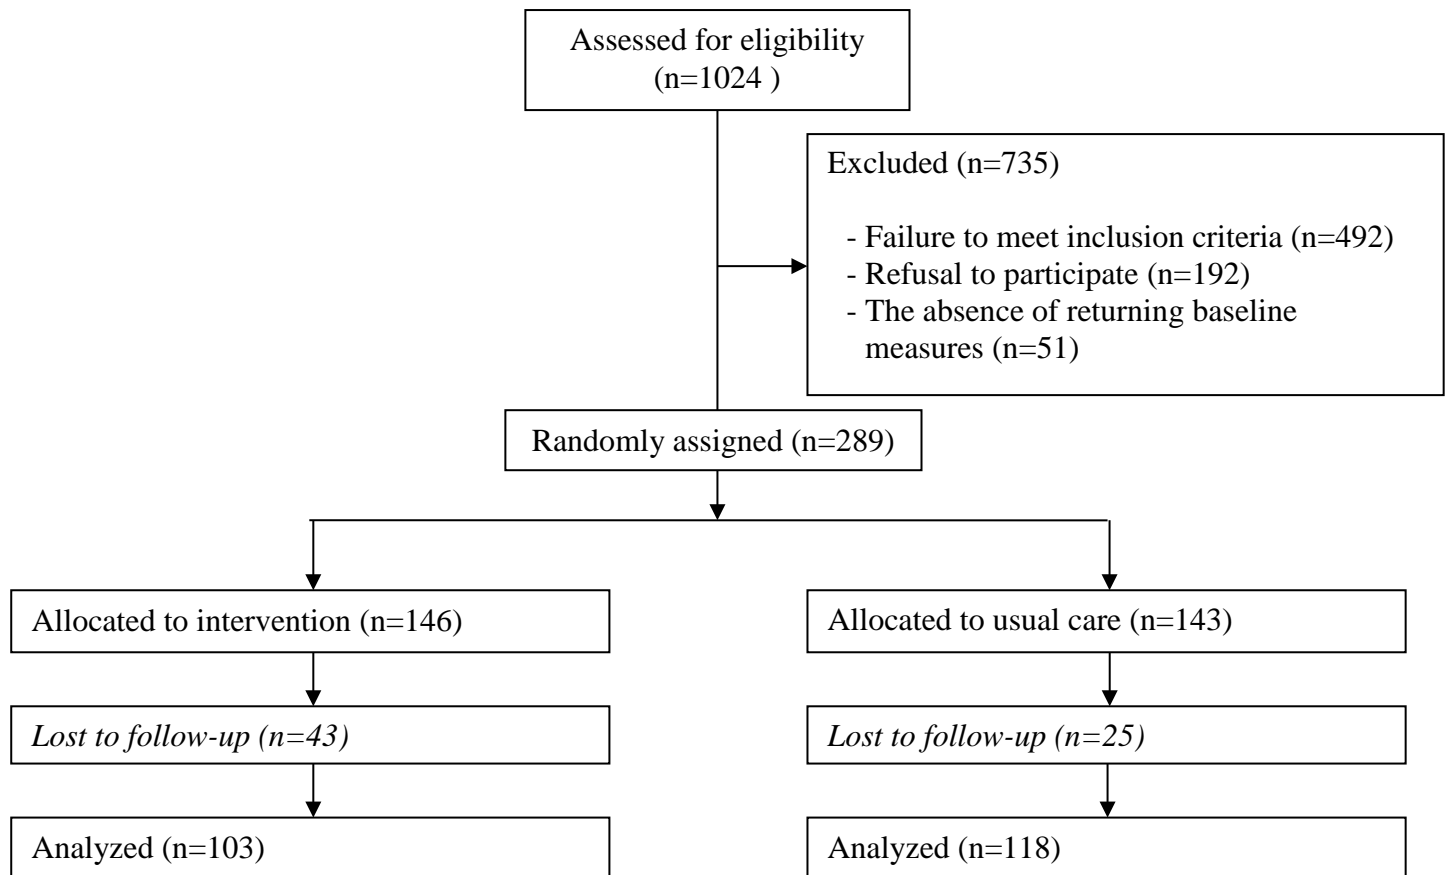 Assessed for eligibility
(n=1024 )
Excluded (n=735)
- Failure to meet inclusion criteria (n=492)
- Refusal to participate (n=192)
- The absence of returning baseline
measures (n=51)
Randomly assigned (n=289)
Allocated to intervention (n=146)
Allocated to usual care (n=143)
Lost to follow-up (n=43)
Lost to follow-up (n=25)
Analyzed (n=103)
Analyzed (n=118)